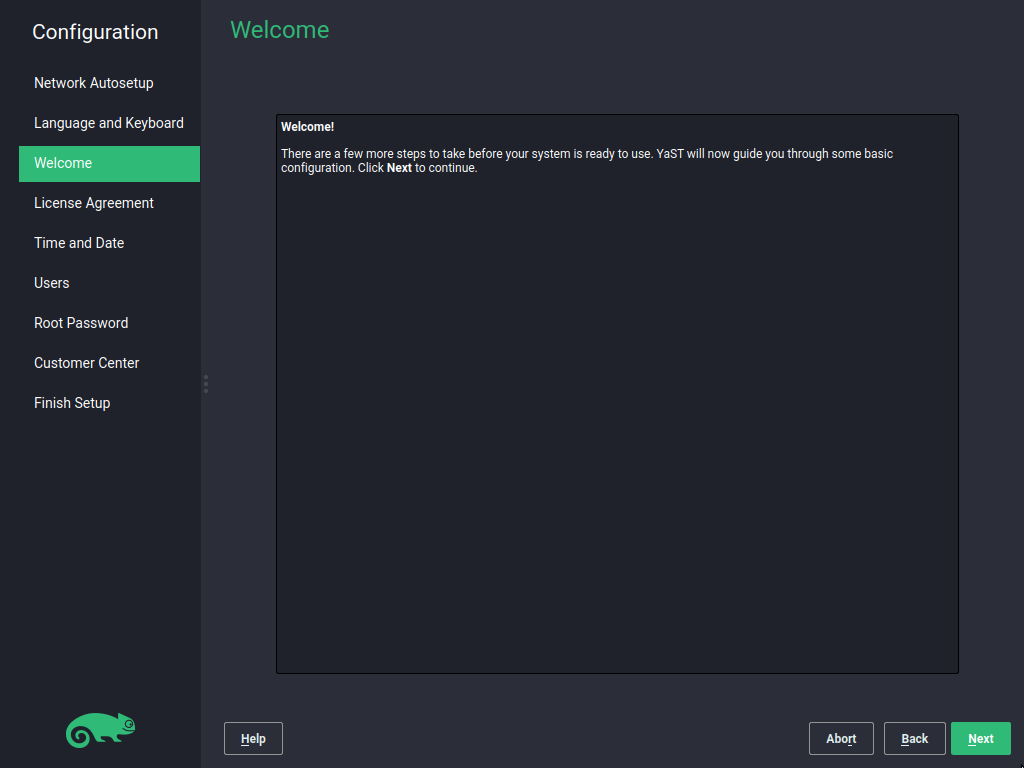 Configuration
Network Autosetup
Language and Keyboard
Welcome
License Agreement
Time and Date
Users
Root Password
Customer Center
Finish Setup
Welcome
Welcome!
There are a few more steps to take before your system is ready to use. YaST will now guide you through some basic
configuration. Click Next to continue.
Help
Abort
Back
Next